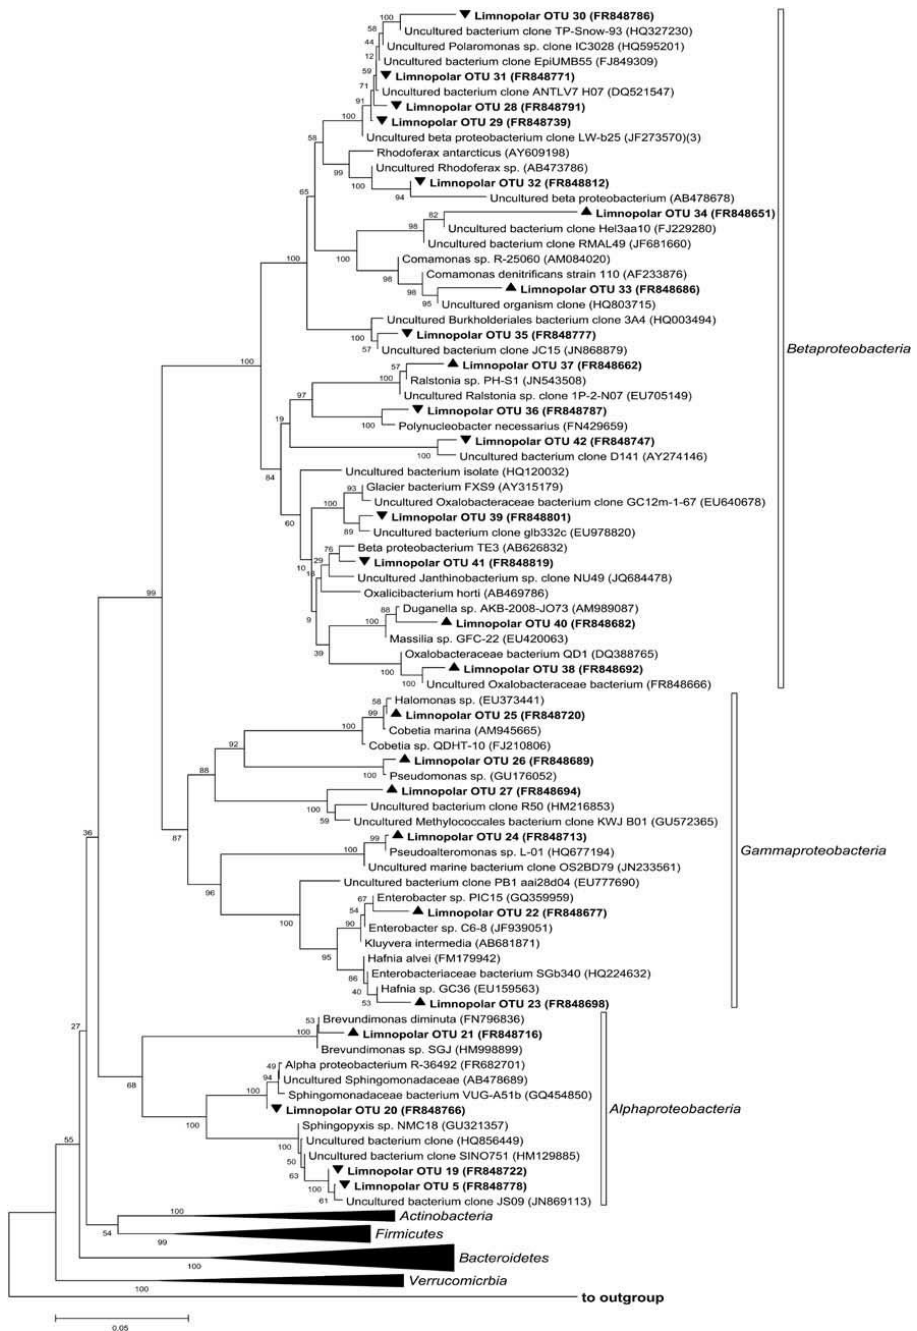 100 ▼ Limnopolar OTU 30 (FR848786)
58 Uncultured bacterium clone TP-Snow-93 (HQ327230)
44 Uncultured Polaromonas sp. clone IC3028 (HQ595201)
12 Uncultured bacterium clone EpiUMB55 (FJ849309)
59 ▼ Limnopolar OTU 31 (FR848771)
71 Uncultured bacterium clone ANTLV7 H07 (DQ521547)
91 ▼ Limnopolar OTU 28 (FR848791)
100 ▼ Limnopolar OTU 29 (FR848739)
58 Uncultured beta proteobacterium clone LW-b25 (JF273570)(3)
Rhodoferax antarcticus (AY609198)
99 Uncultured Rhodoferax sp. (AB473786)
100 ▼ Limnopolar OTU 32 (FR848812)
65 94 Uncultured beta proteobacterium (AB478678)
82 ▲ Limnopolar OTU 34 (FR848651)
98 Uncultured bacterium clone Hel3aa10 (FJ229280)
Uncultured bacterium clone RMAL49 (JF681660)
100 Comamonas sp. R-25060 (AM084020)
98 Comamonas denitrificans strain 110 (AF233876)
98 ▲ Limnopolar OTU 33 (FR848686)
100 95 Uncultured organism clone (HQ803715)
Uncultured Burkholderiales bacterium clone 3A4 (HQ003494)
100 ▼ Limnopolar OTU 35 (FR848777)
57 Uncultured bacterium clone JC15 (JN868879)
Betaproteobacteria
100 57 ▲ Limnopolar OTU 37 (FR848662)
100 Ralstonia sp. PH-S1 (JN543508)
97 Uncultured Ralstonia sp. clone 1P-2-N07 (EU705149)
19 ▼ Limnopolar OTU 36 (FR848787)
100 Polynucleobacter necessarius (FN429659)
▼ Limnopolar OTU 42 (FR848747)
100 Uncultured bacterium clone D141 (AY274146)
84 Uncultured bacterium isolate (HQ120032)
93 Glacier bacterium FXS9 (AY315179)
100 Uncultured Oxalobacteraceae bacterium clone GC12m-1-67 (EU640678)
60 ▼ Limnopolar OTU 39 (FR848801)
89 Uncultured bacterium clone glb332c (EU978820)
76 Beta proteobacterium TE3 (AB626832)
29 ▼ Limnopolar OTU 41 (FR848819)
10 Uncultured Janthinobacterium sp. clone NU49 (JQ684478)
Oxalicibacterium horti (AB469786)
99 88 Duganella sp. AKB-2008-JO73 (AM989087)
9 100 ▲ Limnopolar OTU 40 (FR848682)
Massilia sp. GFC-22 (EU420063)
39 Oxalobacteraceae bacterium QD1 (DQ388765)
100 ▲ Limnopolar OTU 38 (FR848692)
100 Uncultured Oxalobacteraceae bacterium (FR848666)
58 Halomonas sp. (EU373441)
99 ▲ Limnopolar OTU 25 (FR848720)
100 Cobetia marina (AM945665)
92 Cobetia sp. QDHT-10 (FJ210806)
▲ Limnopolar OTU 26 (FR848689)
88 100 Pseudomonas sp. (GU176052)
▲ Limnopolar OTU 27 (FR848694)
100 Uncultured bacterium clone R50 (HM216853)
59 Uncultured Methylococcales bacterium clone KWJ B01 (GU572365)
36 87 99 ▲ Limnopolar OTU 24 (FR848713)
Pseudoalteromonas sp. L-01 (HQ677194)
Gammaproteobacteria
100 Uncultured marine bacterium clone OS2BD79 (JN233561)
96 Uncultured bacterium clone PB1 aai28d04 (EU777690)
67 Enterobacter sp. PIC15 (GQ359959)
54 ▲ Limnopolar OTU 22 (FR848677)
100 90 Enterobacter sp. C6-8 (JF939051)
Kluyvera intermedia (AB681871)
95 Hafnia alvei (FM179942)
86 Enterobacteriaceae bacterium SGb340 (HQ224632)
40 Hafnia sp. GC36 (EU159563)
53 ▲ Limnopolar OTU 23 (FR848698)
53 Brevundimonas diminuta (FN796836)
27 100 ▲ Limnopolar OTU 21 (FR848716)
Brevundimonas sp. SGJ (HM998899)
49 Alpha proteobacterium R-36492 (FR682701)
68 94 Uncultured Sphingomonadaceae (AB478689)
100 Sphingomonadaceae bacterium VUG-A51b (GQ454850)
▼ Limnopolar OTU 20 (FR848766)
Alphaproteobacteria
100 Sphingopyxis sp. NMC18 (GU321357)
55 100 Uncultured bacterium clone (HQ856449)
50 Uncultured bacterium clone SINO751 (HM129885)
63 ▼ Limnopolar OTU 19 (FR848722)
100 ▼ Limnopolar OTU 5 (FR848778)
61 Uncultured bacterium clone JS09 (JN869113)
100 Actinobacteria
54 99 Firmicutes
100 Bacteroidetes
100 Verrucomicrbia
to outgroup
0.05